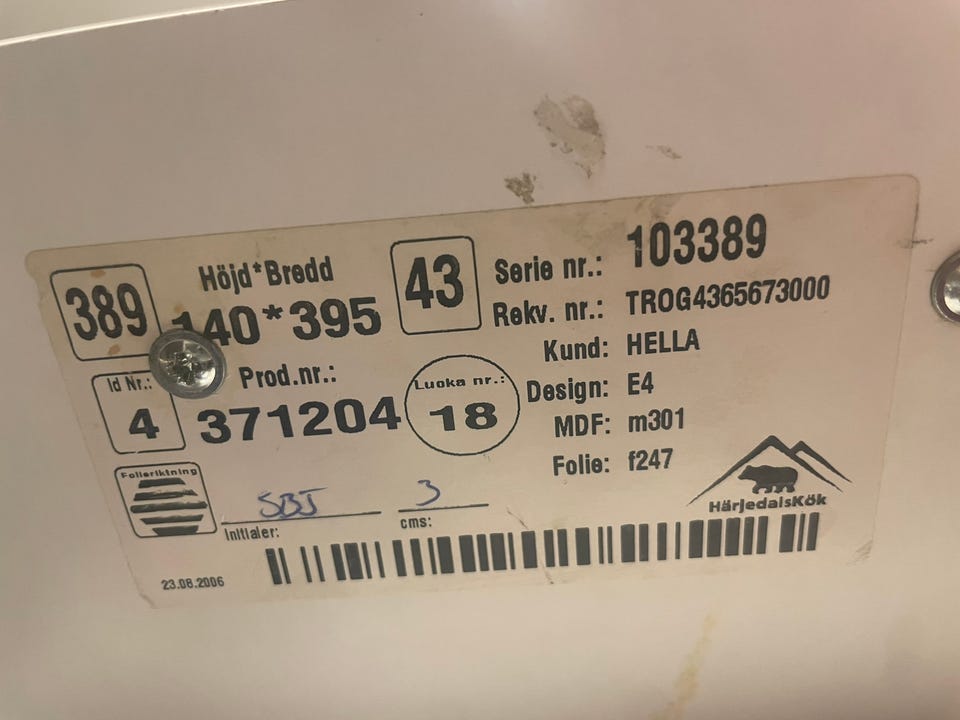 389
Höjd*Bredd
140*395
43
Serie nr.: 103389
Rekv. nr.: TROG4365673000
Kund: HELLA
Design: E4
MDF: m301
Folie: f247
Id Nr.:
4
Prod.nr.:
371204
Luoka nr.:
18
Folieriktning
SBJ
Initialer:
3
cms:
HärjedalsKök
23.08.2006